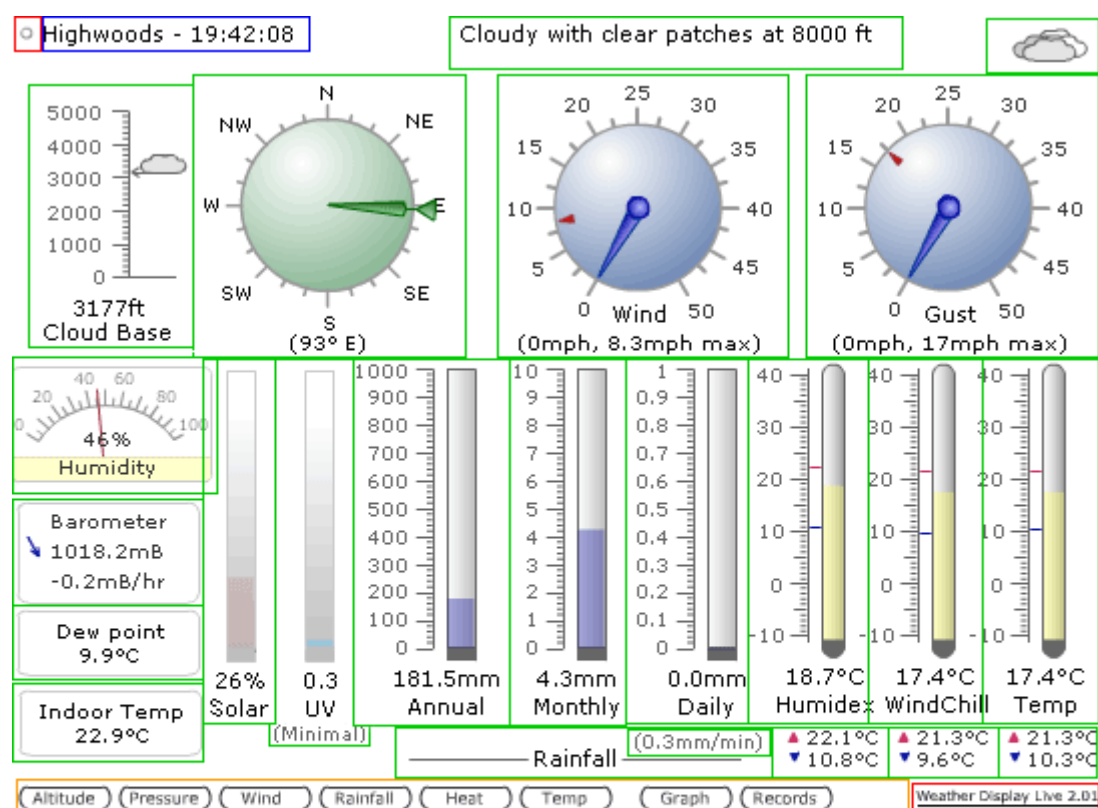 Highwoods - 19:42:08
Cloudy with clear patches at 8000 ft
5000
4000
3000
2000
1000
0
3177ft
Cloud Base
N
NE
E
SE
S
SW
W
NW
(93° E)
0
5
10
15
20
25
30
35
40
45
50
Wind
(0mph, 8.3mph max)
0
5
10
15
20
25
30
35
40
45
50
Gust
(0mph, 17mph max)
0 20 40 60 80 100
46%
Humidity
Barometer
1018.2mB
-0.2mB/hr
Dew point
9.9°C
Indoor Temp
22.9°C
26%
Solar
0.3
UV
(Minimal)
1000
900
800
700
600
500
400
300
200
100
0
181.5mm
Annual
10
9
8
7
6
5
4
3
2
1
0
4.3mm
Monthly
1
0.9
0.8
0.7
0.6
0.5
0.4
0.3
0.2
0.1
0
0.0mm
Daily
Rainfall
(0.3mm/min)
40
30
20
10
0
-10
18.7°C
Humidex
22.1°C
10.8°C
40
30
20
10
0
-10
17.4°C
WindChill
21.3°C
9.6°C
40
30
20
10
0
-10
17.4°C
Temp
21.3°C
10.3°C
Altitude Pressure Wind Rainfall Heat Temp Graph Records
Weather Display Live 2.01